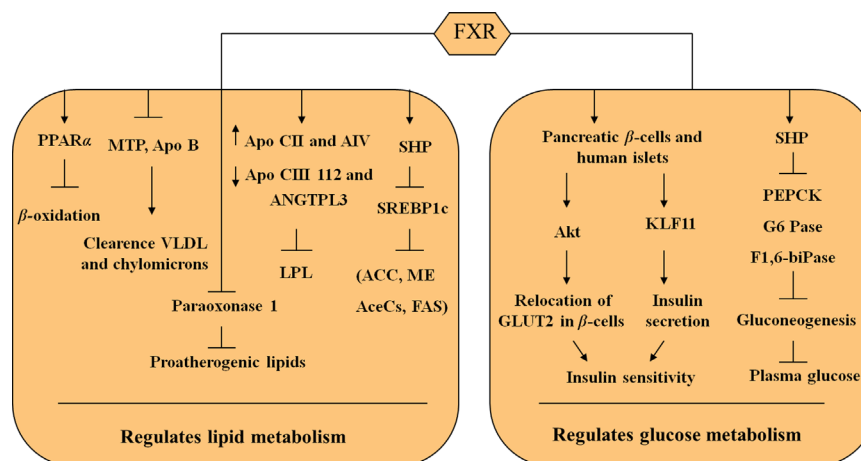 FXR
PPARα
β-oxidation
MTP, Apo B
Clearence VLDL
and chylomicrons
Paraoxonase 1
Proatherogenic lipids
Apo CII and AIV
Apo CIII 112 and
ANGTPL3
LPL
SHP
SREBP1c
(ACC, ME
AceCs, FAS)
Regulates lipid metabolism
Pancreatic β-cells and
human islets
Akt
Relocation of
GLUT2 in β-cells
KLF11
Insulin
secretion
Insulin sensitivity
SHP
PEPCK
G6 Pase
F1,6-biPase
Gluconeogenesis
Plasma glucose
Regulates glucose metabolism